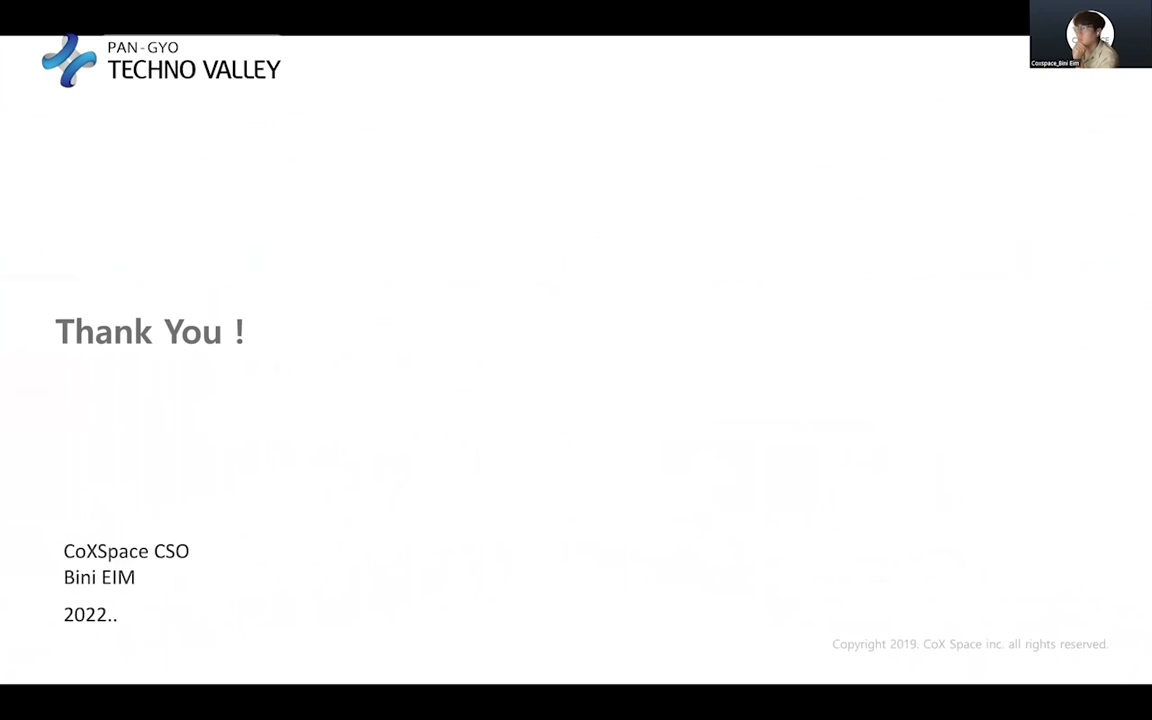 PAN-GYO
TECHNO VALLEY
Coxspace_Bini Eim
Thank You !
CoXSpace CSO
Bini EIM
2022..
Copyright 2019. CoX Space inc. all rights reserved.